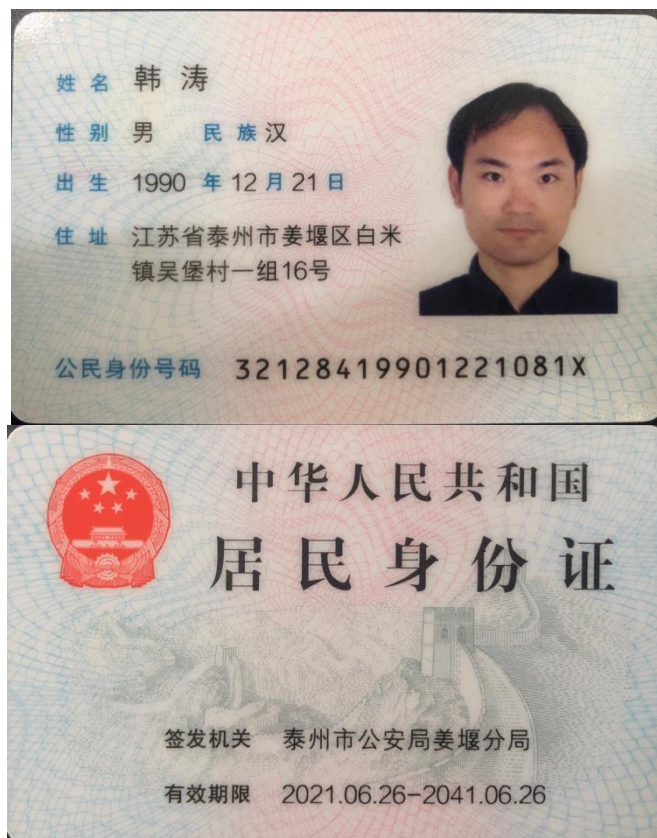 姓名 韩涛
性别 男 民族 汉
出生 1990 年 12 月 21 日
住址 江苏省泰州市姜堰区白米
镇吴堡村一组16号
公民身份号码 32128419901221081X
中华人民共和国
居民身份证
签发机关 泰州市公安局姜堰分局
有效期限 2021.06.26-2041.06.26